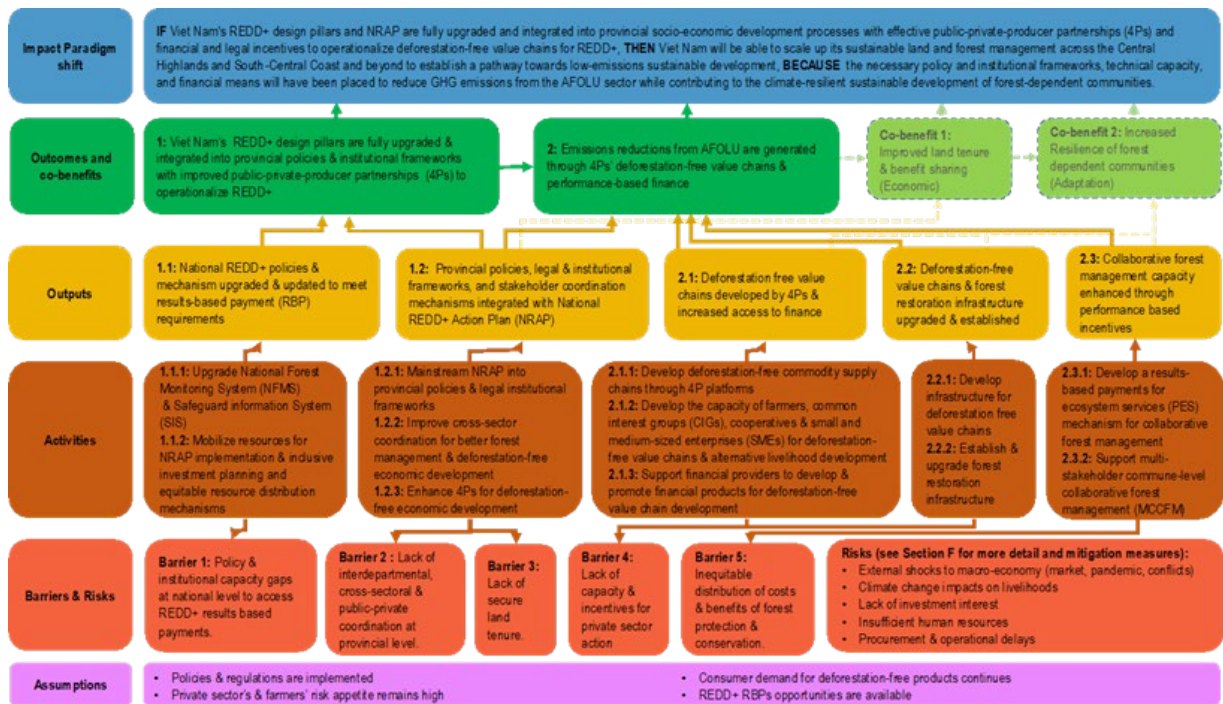 Impact Paradigm
shift
IF Viet Nam's REDD+ design pillars and NRAP are fully upgraded and integrated into provincial socio-economic development processes with effective public-private-producer partnerships (4Ps) and
financial and legal incentives to operationalize deforestation-free value chains for REDD+, THEN Viet Nam will be able to scale up its sustainable land and forest management across the Central
Highlands and South-Central Coast and beyond to establish a pathway towards low-emissions sustainable development, BECAUSE the necessary policy and institutional frameworks, technical capacity,
and financial means will have been placed to reduce GHG emissions from the AFOLU sector while contributing to the climate-resilient sustainable development of forest-dependent communities.
Outcomes and
co-benefits
1: Viet Nam's REDD+ design pillars are fully upgraded &
integrated into provincial policies & institutional frameworks
with improved public-private-producer partnerships (4Ps) to
operationalize REDD+
2: Emissions reductions from AFOLU are generated
through 4Ps' deforestation-free value chains &
performance-based finance
Co-benefit 1:
Improved land tenure
& benefit sharing
(Economic)
Co-benefit 2: Increased
Resilience of forest
dependent communities
(Adaptation)
Outputs
1.1: National REDD+ policies &
mechanism upgraded & updated to meet
results-based payment (RBP)
requirements
1.2: Provincial policies, legal & institutional
frameworks, and stakeholder coordination
mechanisms integrated with National
REDD+ Action Plan (NRAP)
2.1: Deforestation free value
chains developed by 4Ps &
increased access to finance
2.2: Deforestation-free
value chains & forest
restoration infrastructure
upgraded & established
2.3: Collaborative forest
management capacity
enhanced through
performance based
incentives
Activities
1.1.1: Upgrade National Forest
Monitoring System (NFMS)
& Safeguard information System
(SIS)
1.1.2: Mobilize resources for
NRAP implementation & inclusive
investment planning and
equitable resource distribution
mechanisms
1.2.1: Mainstream NRAP into
provincial policies & legal institutional
frameworks
1.2.2: Improve cross-sector
coordination for better forest
management & deforestation-free
economic development
1.2.3: Enhance 4Ps for deforestation-
free economic development
2.1.1: Develop deforestation-free commodity supply
chains through 4P platforms
2.1.2: Develop the capacity of farmers, common
interest groups (CIGs), cooperatives & small and
medium-sized enterprises (SMEs) for deforestation-
free value chains & alternative livelihood development
2.1.3: Support financial providers to develop &
promote financial products for deforestation-free
value chain development
2.2.1: Develop
infrastructure for
deforestation free
value chains
2.2.2: Establish &
upgrade forest
restoration
infrastructure
2.3.1: Develop a results-
based payments for
ecosystem services (PES)
mechanism for collaborative
forest management
2.3.2: Support multi-
stakeholder commune-level
collaborative forest
management (MCCFM)
Barriers & Risks
Barrier 1: Policy &
institutional capacity gaps
at national level to access
REDD+ results based
payments.
Barrier 2 : Lack of
interdepartmental,
cross-sectoral &
public-private
coordination at
provincial level.
Barrier 3:
Lack of
secure
land
tenure.
Barrier 4:
Lack of
capacity &
incentives for
private sector
action
Barrier 5:
Inequitable
distribution of costs
& benefits of forest
protection &
conservation.
Risks (see Section F for more detail and mitigation measures):
• External shocks to macro-economy (market, pandemic, conflicts)
• Climate change impacts on livelihoods
• Lack of investment interest
• Insufficient human resources
• Procurement & operational delays
Assumptions
• Policies & regulations are implemented
• Private sector's & farmers' risk appetite remains high
• Consumer demand for deforestation-free products continues
• REDD+ RBPs opportunities are available